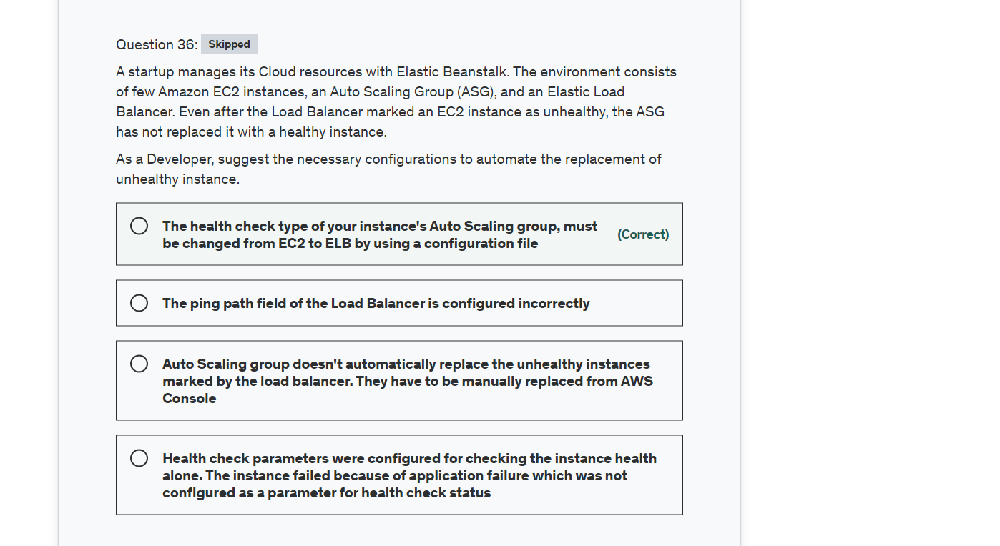 Question 36: Skipped
A startup manages its Cloud resources with Elastic Beanstalk. The environment consists
of few Amazon EC2 instances, an Auto Scaling Group (ASG), and an Elastic Load
Balancer. Even after the Load Balancer marked an EC2 instance as unhealthy, the ASG
has not replaced it with a healthy instance.
As a Developer, suggest the necessary configurations to automate the replacement of
unhealthy instance.
The health check type of your instance's Auto Scaling group, must
be changed from EC2 to ELB by using a configuration file
(Correct)
The ping path field of the Load Balancer is configured incorrectly
Auto Scaling group doesn't automatically replace the unhealthy instances
marked by the load balancer. They have to be manually replaced from AWS
Console
Health check parameters were configured for checking the instance health
alone. The instance failed because of application failure which was not
configured as a parameter for health check status